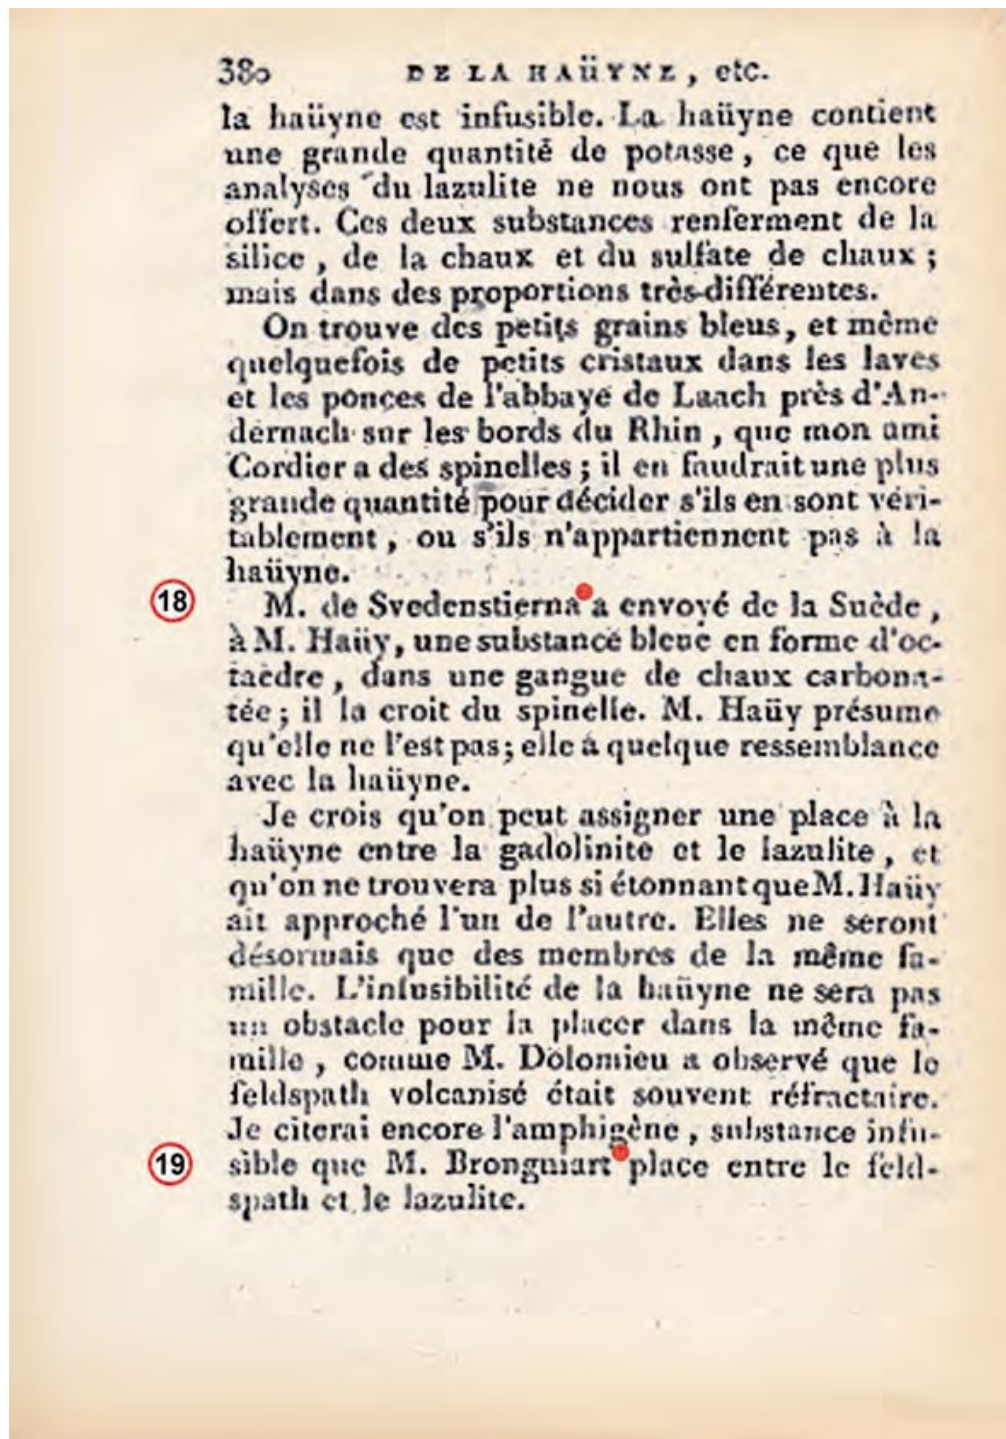 380 DE LA HAÜYNE, etc.
la haüyne est infusible. La haüyne contient
une grande quantité de potasse, ce que les
analyses du lazulite ne nous ont pas encore
offert. Ces deux substances renferment de la
silice, de la chaux et du sulfate de chaux ;
mais dans des proportions très-différentes.
On trouve des petits grains bleus, et même
quelquefois de petits cristaux dans les laves
et les ponces de l'abbaye de Laach près d'An-
dernach sur les bords du Rhin, que mon ami
Cordier a des spinelles ; il en faudrait une plus
grande quantité pour décider s'ils en sont véri-
tablement, ou s'ils n'appartiennent pas à la
haüyne.
18 M. de Svedenstierna a envoyé de la Suède,
à M. Haüy, une substance bleue en forme d'oc-
taèdre, dans une gangue de chaux carbona-
tée ; il la croit du spinelle. M. Haüy présume
qu'elle ne l'est pas ; elle a quelque ressemblance
avec la haüyne.
Je crois qu'on peut assigner une place à la
haüyne entre la gadolinite et le lazulite, et
qu'on ne trouvera plus si étonnant que M. Haüy
ait approché l'un de l'autre. Elles ne seront
désormais que des membres de la même fa-
mille. L'infusibilité de la haüyne ne sera pas
un obstacle pour la placer dans la même fa-
mille, comme M. Dolomieu a observé que le
feldspath volcanisé était souvent réfractaire.
Je citerai encore l'amphigène, substance infu-
19 sible que M. Brongniart place entre le feld-
spath et le lazulite.